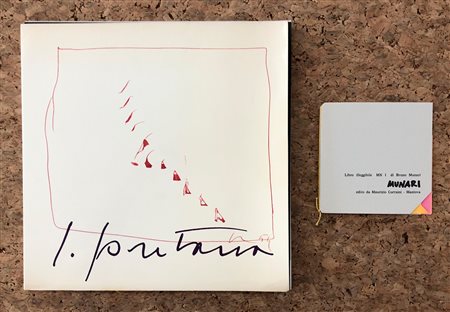 l. fontana
Libro illeggibile MN 1 di Bruno Munari
MUNARI
edito da Maurizio Corraini - Mantova